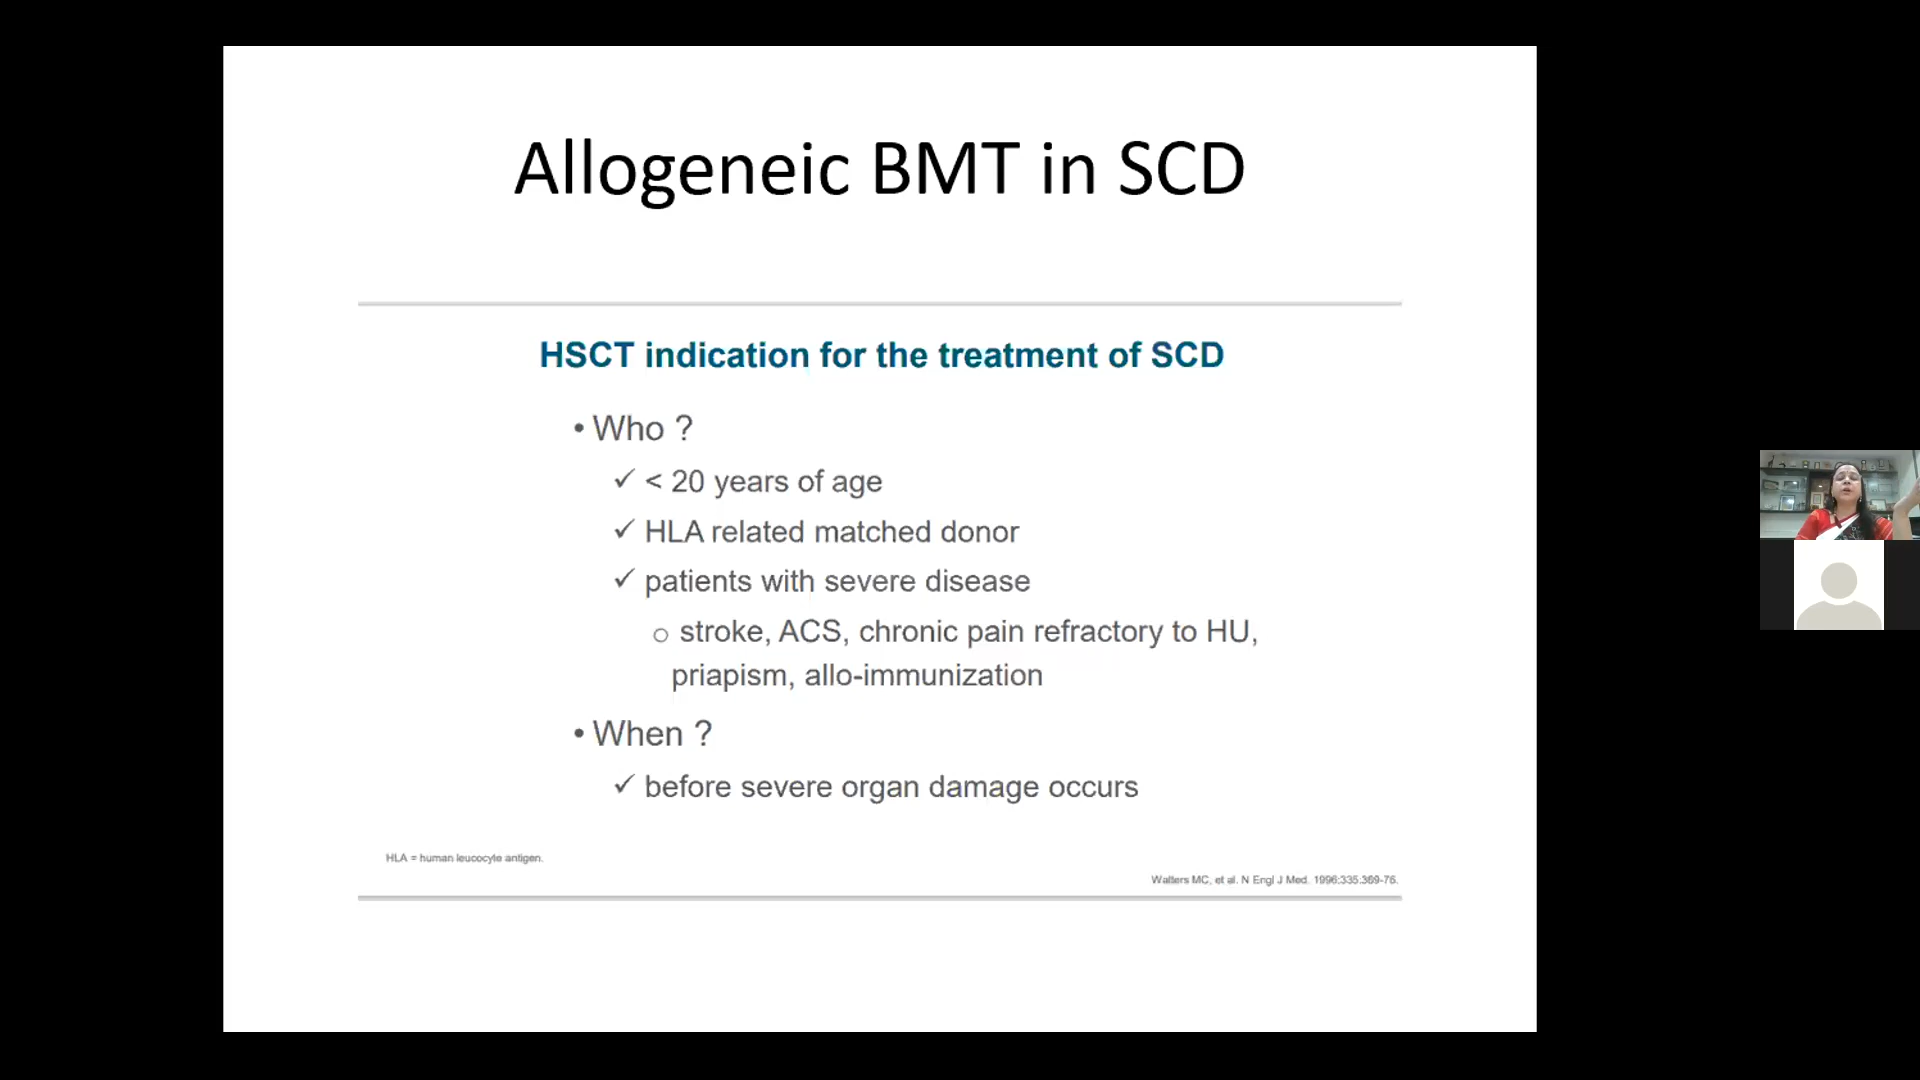 Allogeneic BMT in SCD
HSCT indication for the treatment of SCD
• Who ?
✓ < 20 years of age
✓ HLA related matched donor
✓ patients with severe disease
o stroke, ACS, chronic pain refractory to HU,
priapism, allo-immunization
• When ?
✓ before severe organ damage occurs
HLA = human leucocyte antigen.
Walters MC, et al. N Engl J Med. 1996:335.369-76.